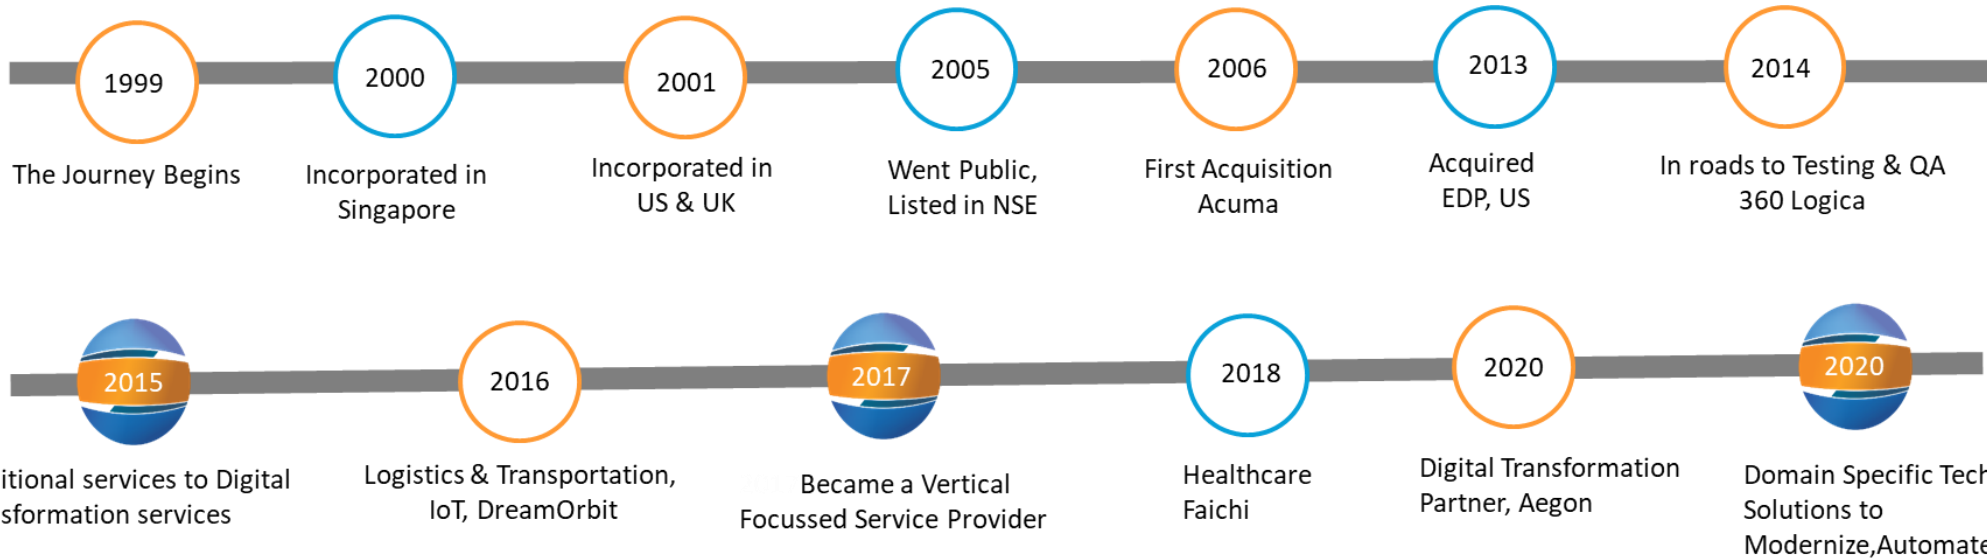 1999
The Journey Begins
2000
Incorporated in
Singapore
2001
Incorporated in
US & UK
2005
Went Public,
Listed in NSE
2006
First Acquisition
Acuma
2013
Acquired
EDP, US
2014
In roads to Testing & QA
360 Logica
2015
itional services to Digital
sformation services
2016
Logistics & Transportation,
IoT, DreamOrbit
2017
Became a Vertical
Focussed Service Provider
2018
Healthcare
Faichi
2020
Digital Transformation
Partner, Aegon
2020
Domain Specific Tech
Solutions to
Modernize,Automate